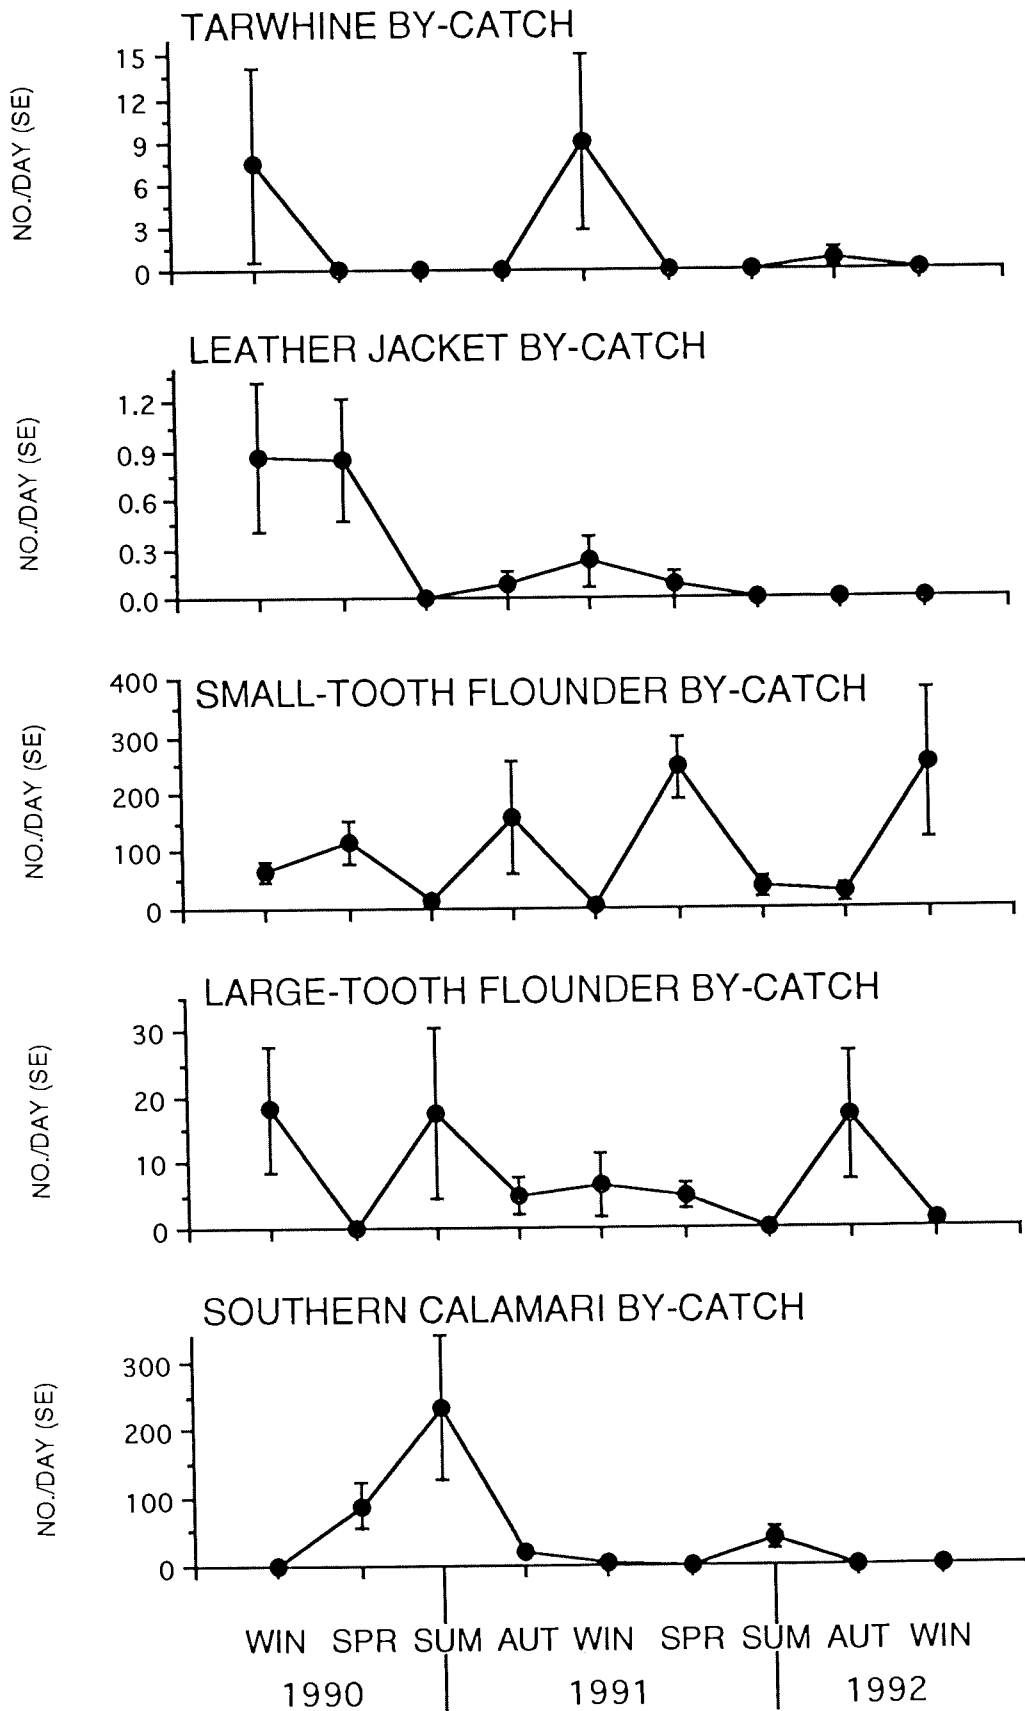 TARWHINE BY-CATCH
NO./DAY (SE)
15
12
9
6
3
0
LEATHER JACKET BY-CATCH
NO./DAY (SE)
1.2
0.9
0.6
0.3
0.0
SMALL-TOOTH FLOUNDER BY-CATCH
NO./DAY (SE)
400
300
200
100
0
LARGE-TOOTH FLOUNDER BY-CATCH
NO./DAY (SE)
30
20
10
0
SOUTHERN CALAMARI BY-CATCH
NO./DAY (SE)
300
200
100
0
WIN SPR SUM AUT WIN SPR SUM AUT WIN
1990 1991 1992